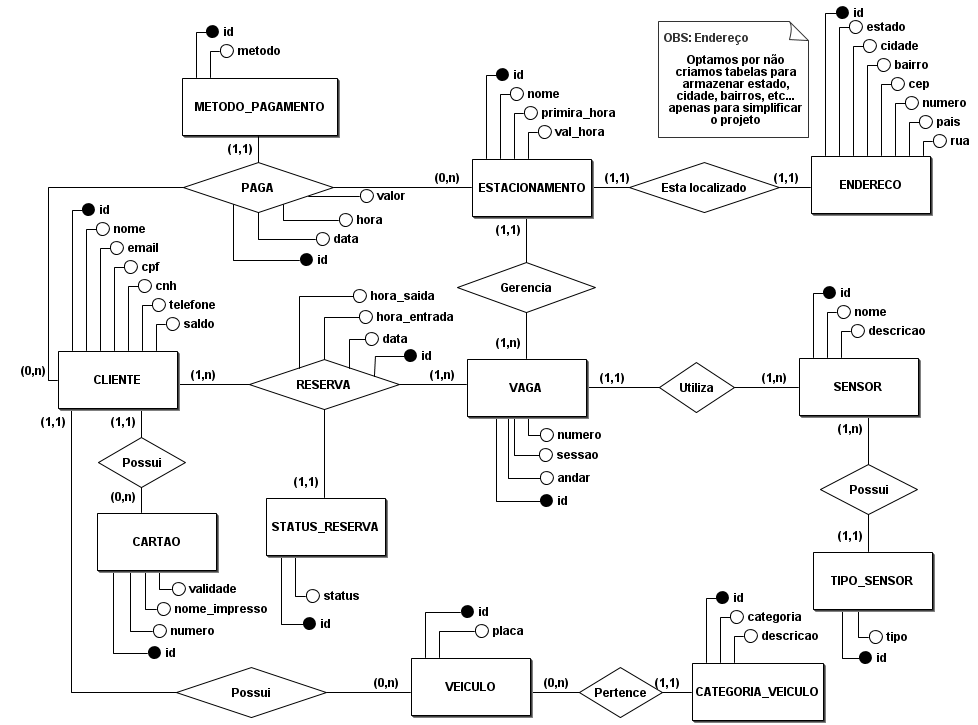 id
metodo
METODO_PAGAMENTO
(1,1)
PAGA
(0,n)
valor
hora
data
id
id
nome
primira_hora
val_hora
ESTACIONAMENTO
(1,1)
Esta localizado
(1,1)
OBS: Endereço
Optamos por não
criamos tabelas para
armazenar estado,
cidade, bairros, etc...
apenas para simplificar
o projeto
id
estado
cidade
bairro
cep
numero
pais
rua
ENDERECO
(1,1)
Gerencia
(1,n)
id
nome
email
cpf
cnh
telefone
saldo
(0,n)
CLIENTE
(1,n)
hora_saida
hora_entrada
data
id
RESERVA
(1,n)
VAGA
(1,1)
Utiliza
(1,n)
id
nome
descricao
SENSOR
(1,n)
Possui
(1,1)
TIPO_SENSOR
tipo
id
numero
sessao
andar
id
(1,1)
(1,1)
Possui
(0,n)
CARTAO
validade
nome_impresso
numero
id
(1,1)
STATUS_RESERVA
status
id
Possui
(0,n)
id
placa
VEICULO
(0,n)
Pertence
(1,1)
id
categoria
descricao
CATEGORIA_VEICULO